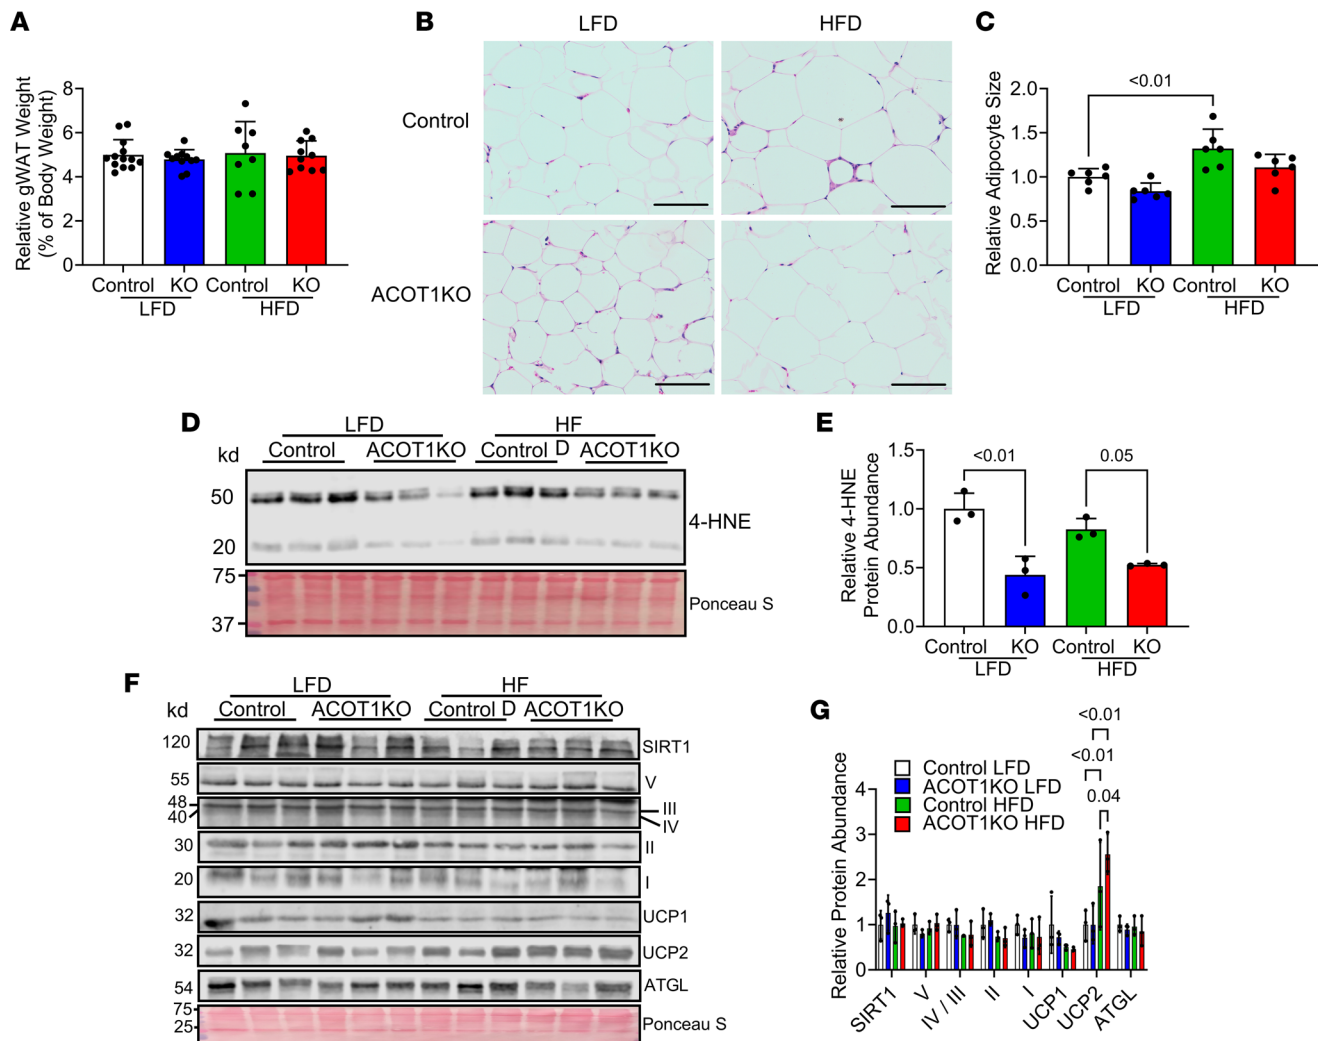 A
Relative gWAT Weight
(% of Body Weight)
8
6
4
2
0
Control KO Control KO
LFD HFD
B
LFD HFD
Control
ACOT1KO
C
Relative Adipocyte Size
2.0
1.5
1.0
0.5
0.0
<0.01
Control KO Control KO
LFD HFD
D
LFD HF
kd Control ACOT1KO Control D ACOT1KO
50
20
4-HNE
75
37
Ponceau S
E
Relative 4-HNE
Protein Abundance
1.5
1.0
0.5
0.0
<0.01 0.05
Control KO Control KO
LFD HFD
F
LFD HF
kd Control ACOT1KO Control D ACOT1KO
120 SIRT1
55 V
48 III
40 IV
30 II
20 I
32 UCP1
32 UCP2
54 ATGL
75
25 Ponceau S
G
Relative Protein Abundance
4
3
2
1
0
Control LFD
ACOT1KO LFD
Control HFD
ACOT1KO HFD
<0.01
<0.01
0.04
SIRT1 V IV / III II I UCP1 UCP2 ATGL